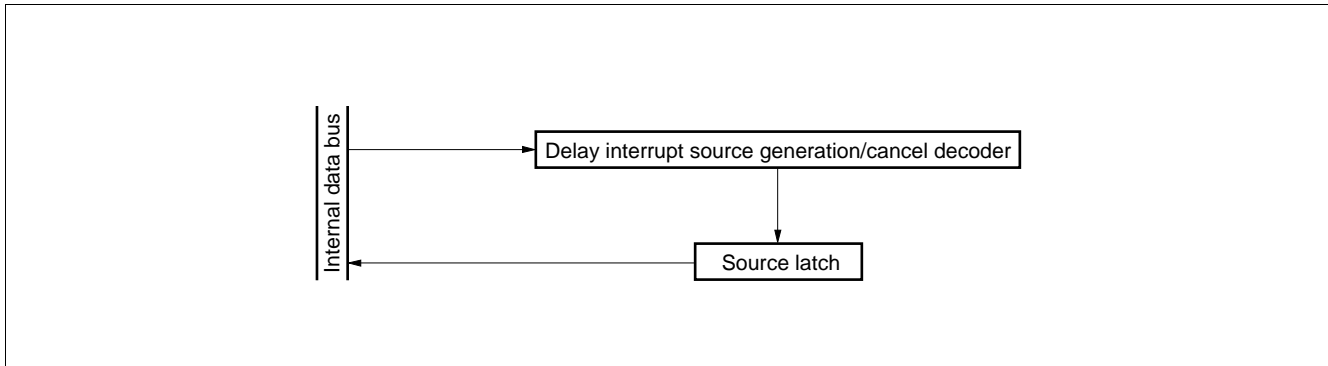 Internal data bus
Delay interrupt source generation/cancel decoder
Source latch